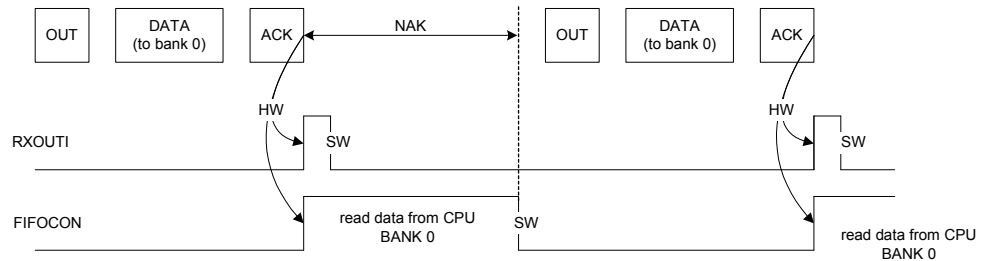 OUT
DATA
(to bank 0)
ACK
NAK
OUT
DATA
(to bank 0)
ACK
HW
HW
RXOUTI
SW
SW
FIFOCON
read data from CPU
BANK 0
SW
read data from CPU
BANK 0